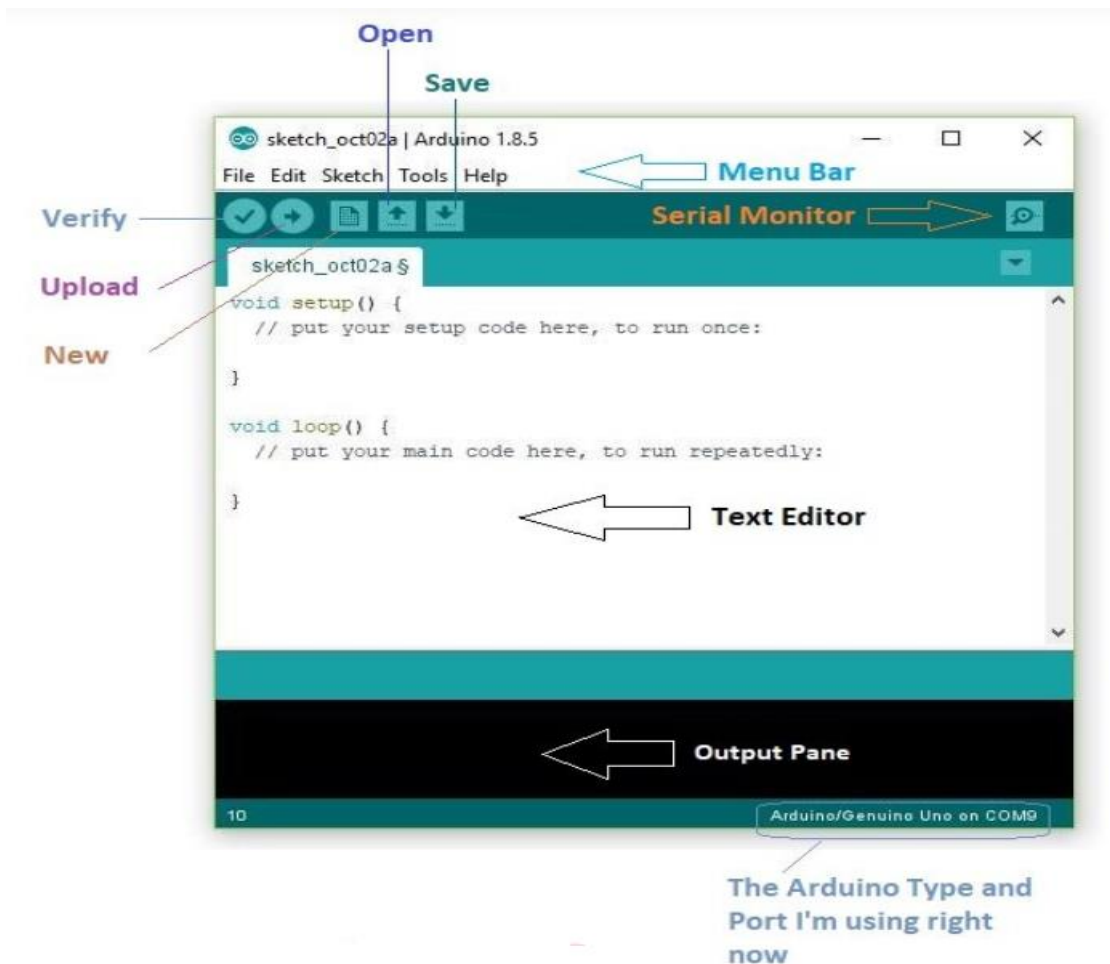 Open
Save
sketch_oct02a | Arduino 1.8.5
File Edit Sketch Tools Help
Menu Bar
Verify
Serial Monitor
sketch_oct02a §
Upload
void setup() {
// put your setup code here, to run once:
New
}
void loop() {
// put your main code here, to run repeatedly:
}
Text Editor
Output Pane
10
Arduino/Genuino Uno on COM9
The Arduino Type and
Port I'm using right
now